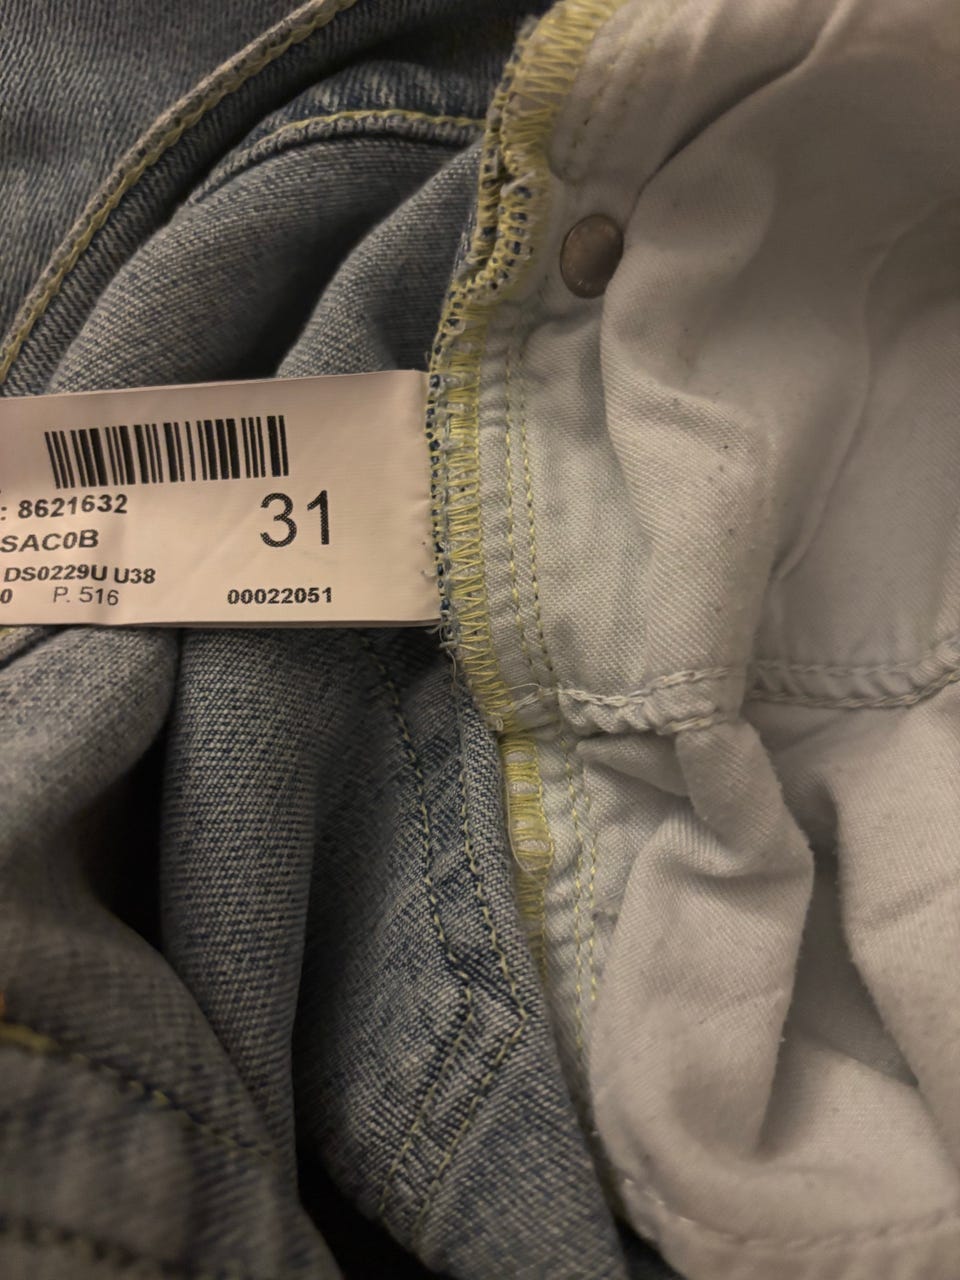 : 8621632
31
SAC0B
DS0229U U38
0 P. 516 00022051